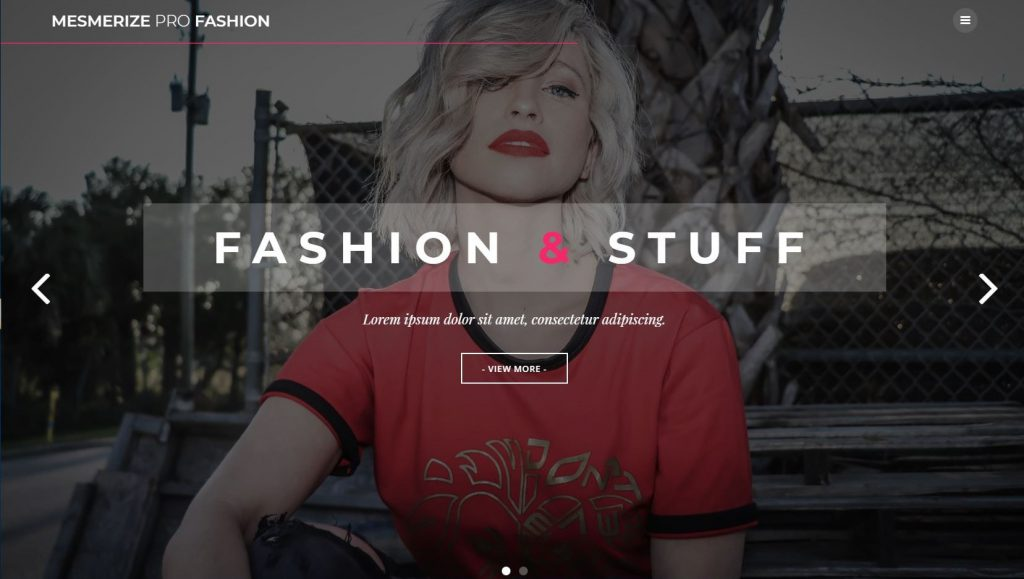 MESMERIZE PRO FASHION
FASHION & STUFF
Lorem ipsum dolor sit amet, consectetur adipiscing.
- VIEW MORE -